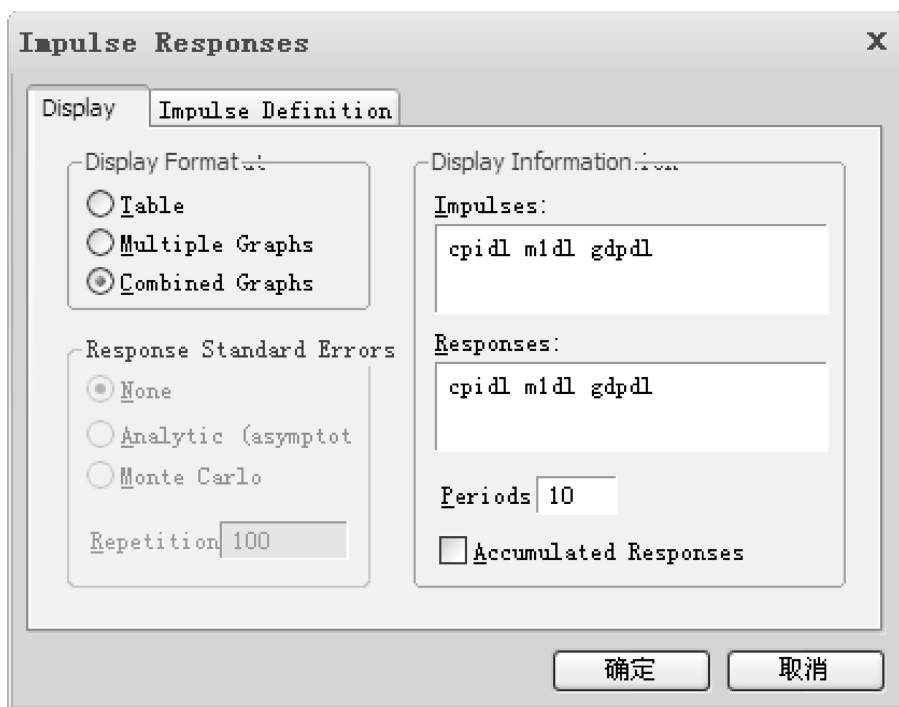 Impulse Responses
x
Display
Impulse Definition
Display Format
Table
Multiple Graphs
Combined Graphs
Response Standard Errors
None
Analytic (asymptot
Monte Carlo
Repetition 100
Display Information
Impulses:
cpidl m1dl gdpdl
Responses:
cpidl m1dl gdpdl
Periods 10
Accumulated Responses
确定
取消